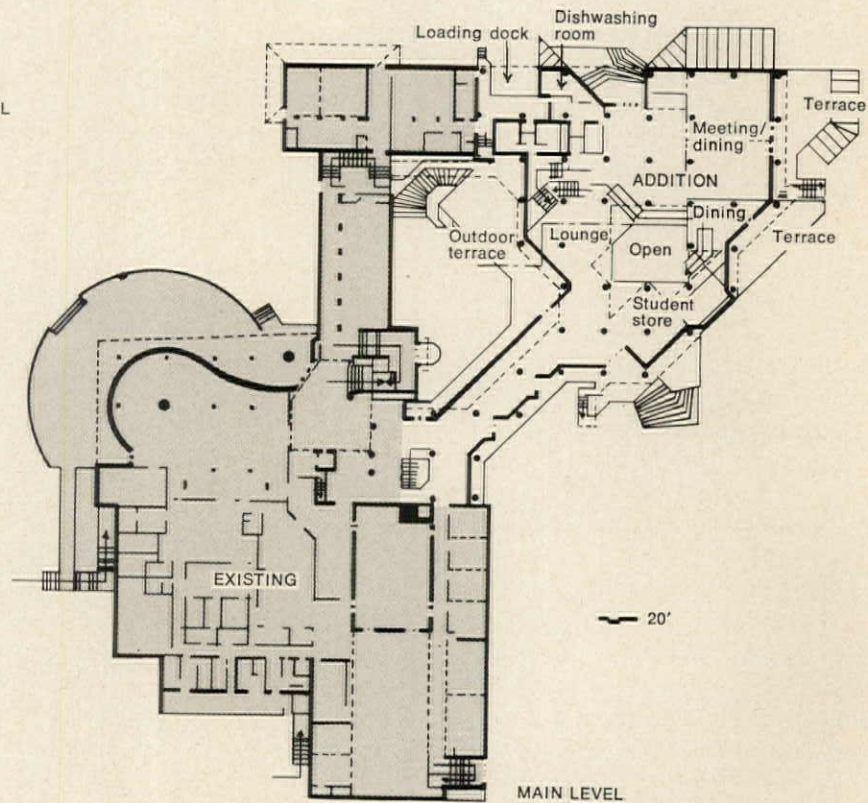 Dishwashing
room
Loading dock
L
Terrace
Meeting/
dining
ADDITION
Dining
Outdoor
terrace
Lounge
Open
Terrace
Student
store
EXISTING
20'
MAIN LEVEL